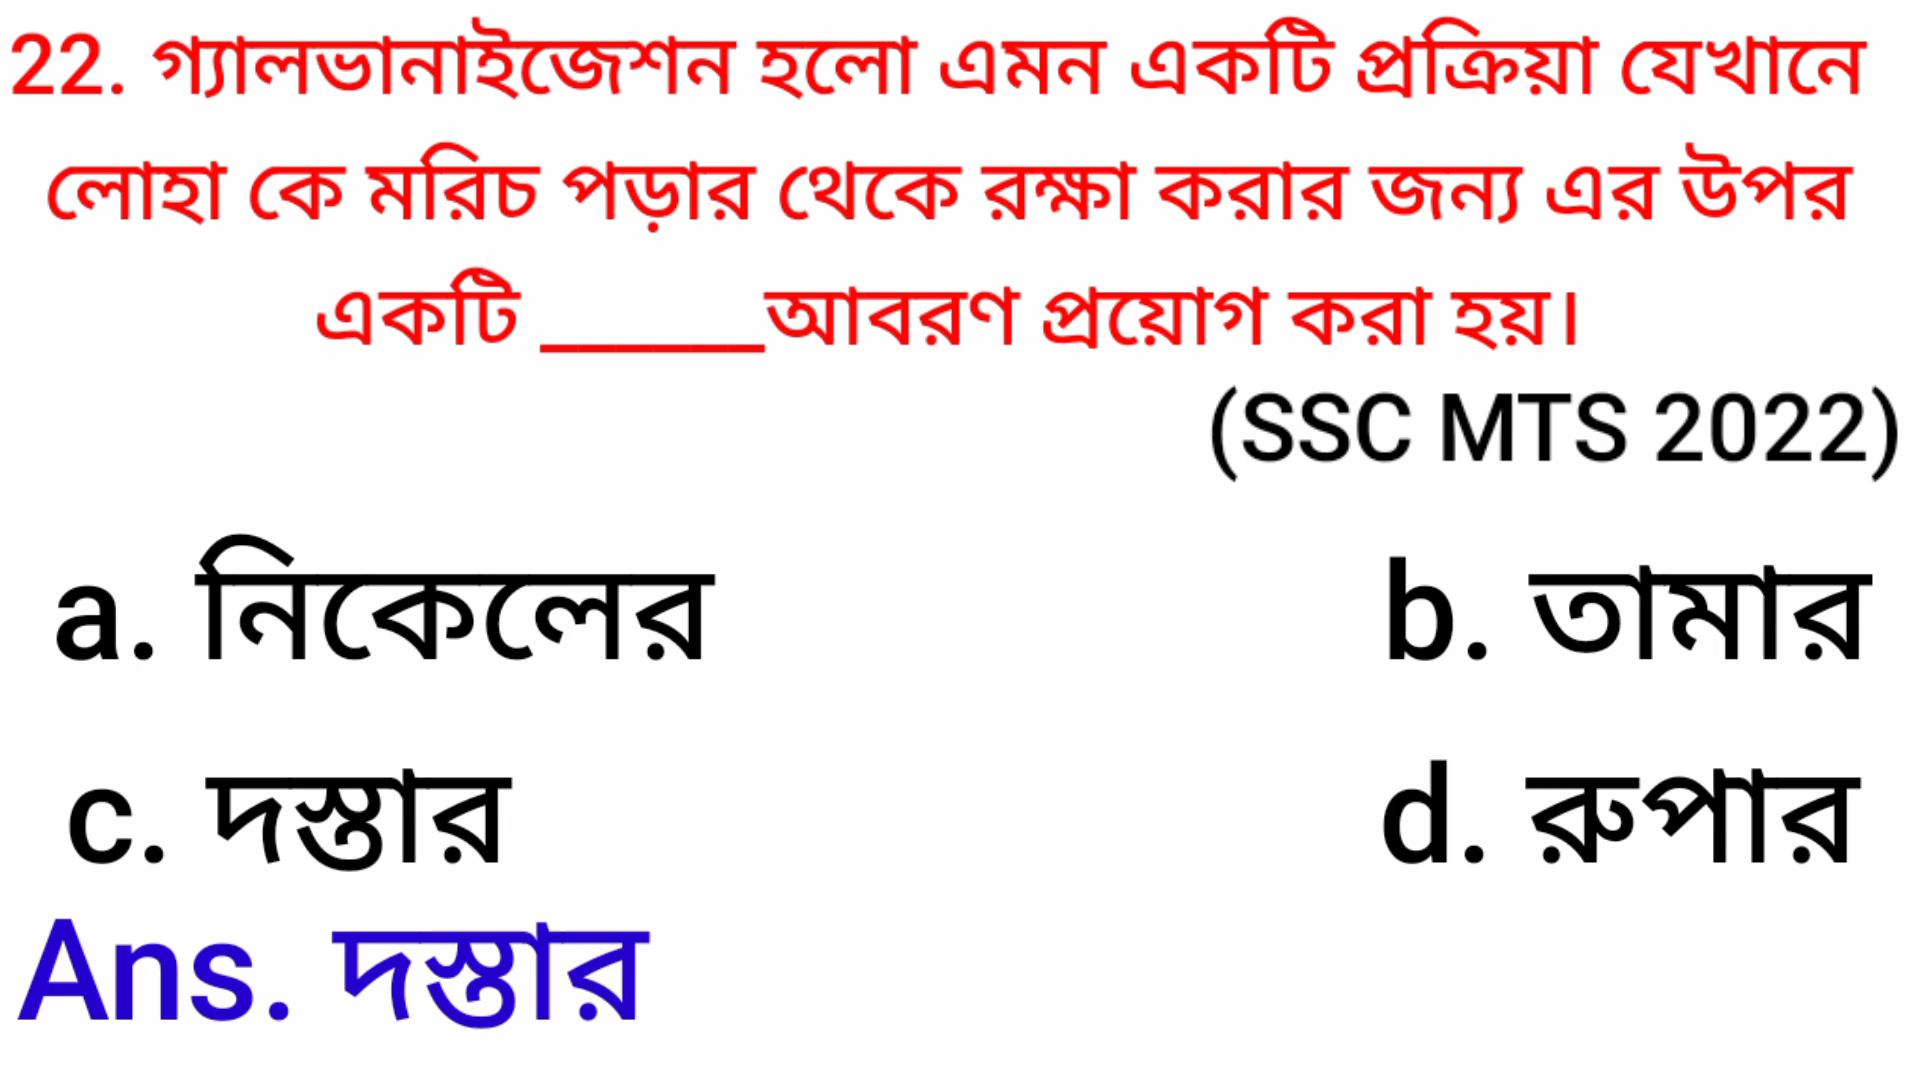 22. গ্যালভানাইজেশন হলো এমন একটি প্রক্রিয়া যেখানে
লোহা কে মরিচ পড়ার থেকে রক্ষা করার জন্য এর উপর
একটি ______আবরণ প্রয়োগ করা হয়।
(SSC MTS 2022)
a. নিকেলের b. তামার
c. দস্তার d. রুপার
Ans. দস্তার